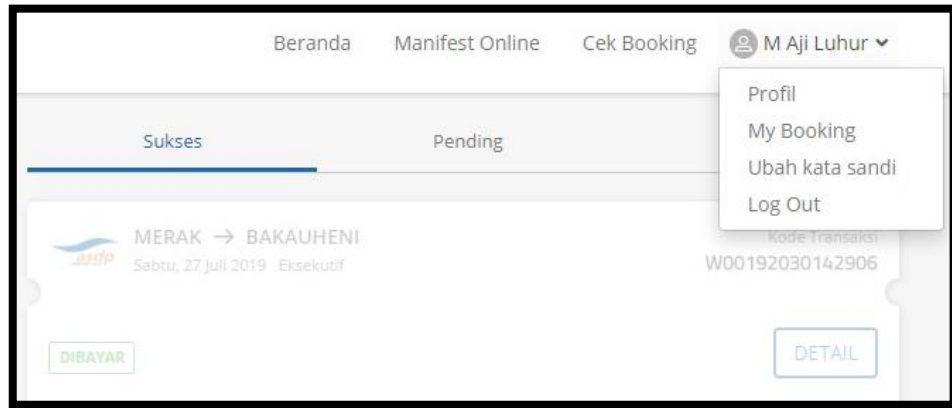 Beranda Manifest Online Cek Booking M Aji Luhur
Profil
My Booking
Ubah kata sandi
Log Out
Sukses Pending
asdp MERAK → BAKAUHENI
Sabtu, 27 Juli 2019 Eksekutif
Kode Transaksi
W00192030142906
DIBAYAR DETAIL